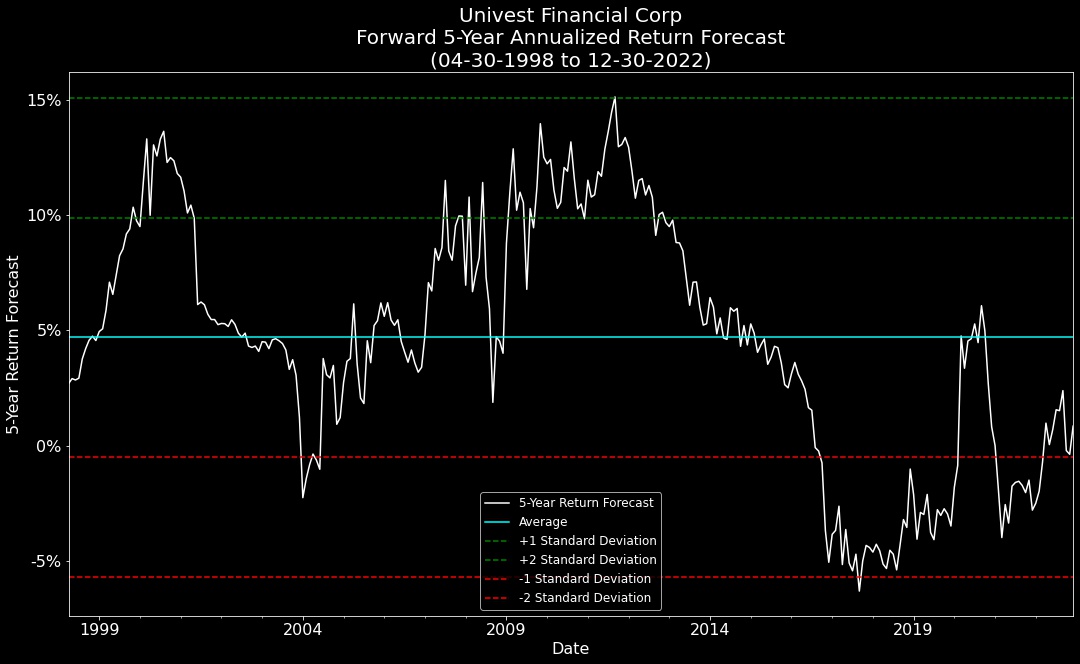 Univest Financial Corp
Forward 5-Year Annualized Return Forecast
(04-30-1998 to 12-30-2022)
15%
10%
5%
0%
-5%
5-Year Return Forecast
5-Year Return Forecast
Average
+1 Standard Deviation
+2 Standard Deviation
-1 Standard Deviation
-2 Standard Deviation
1999
2004
2009
2014
2019
Date